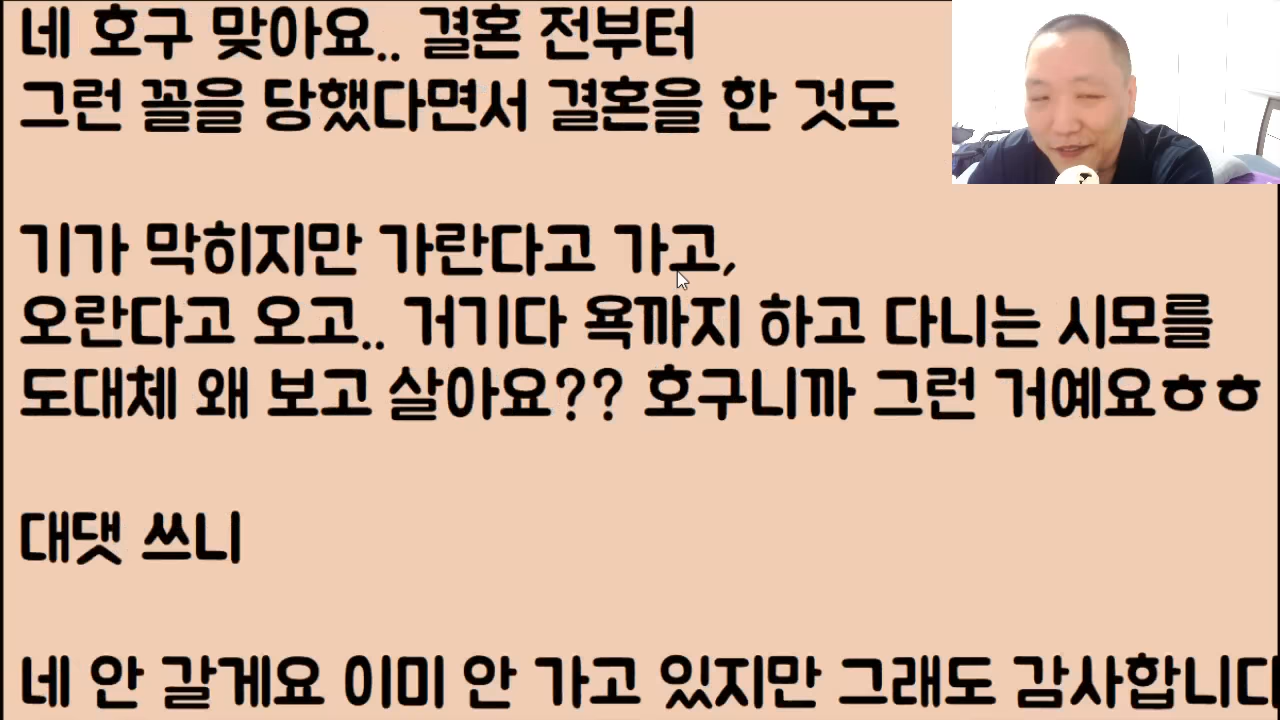 네 호구 맞아요.. 결혼 전부터
그런 꼴을 당했다면서 결혼을 한 것도
기가 막히지만 가란다고 가고,
오란다고 오고.. 거기다 욕까지 하고 다니는 시모를
도대체 왜 보고 살아요?? 호구니까 그런 거예요ㅎㅎ
대댓 쓰니
네 안 갈게요 이미 안 가고 있지만 그래도 감사합니다